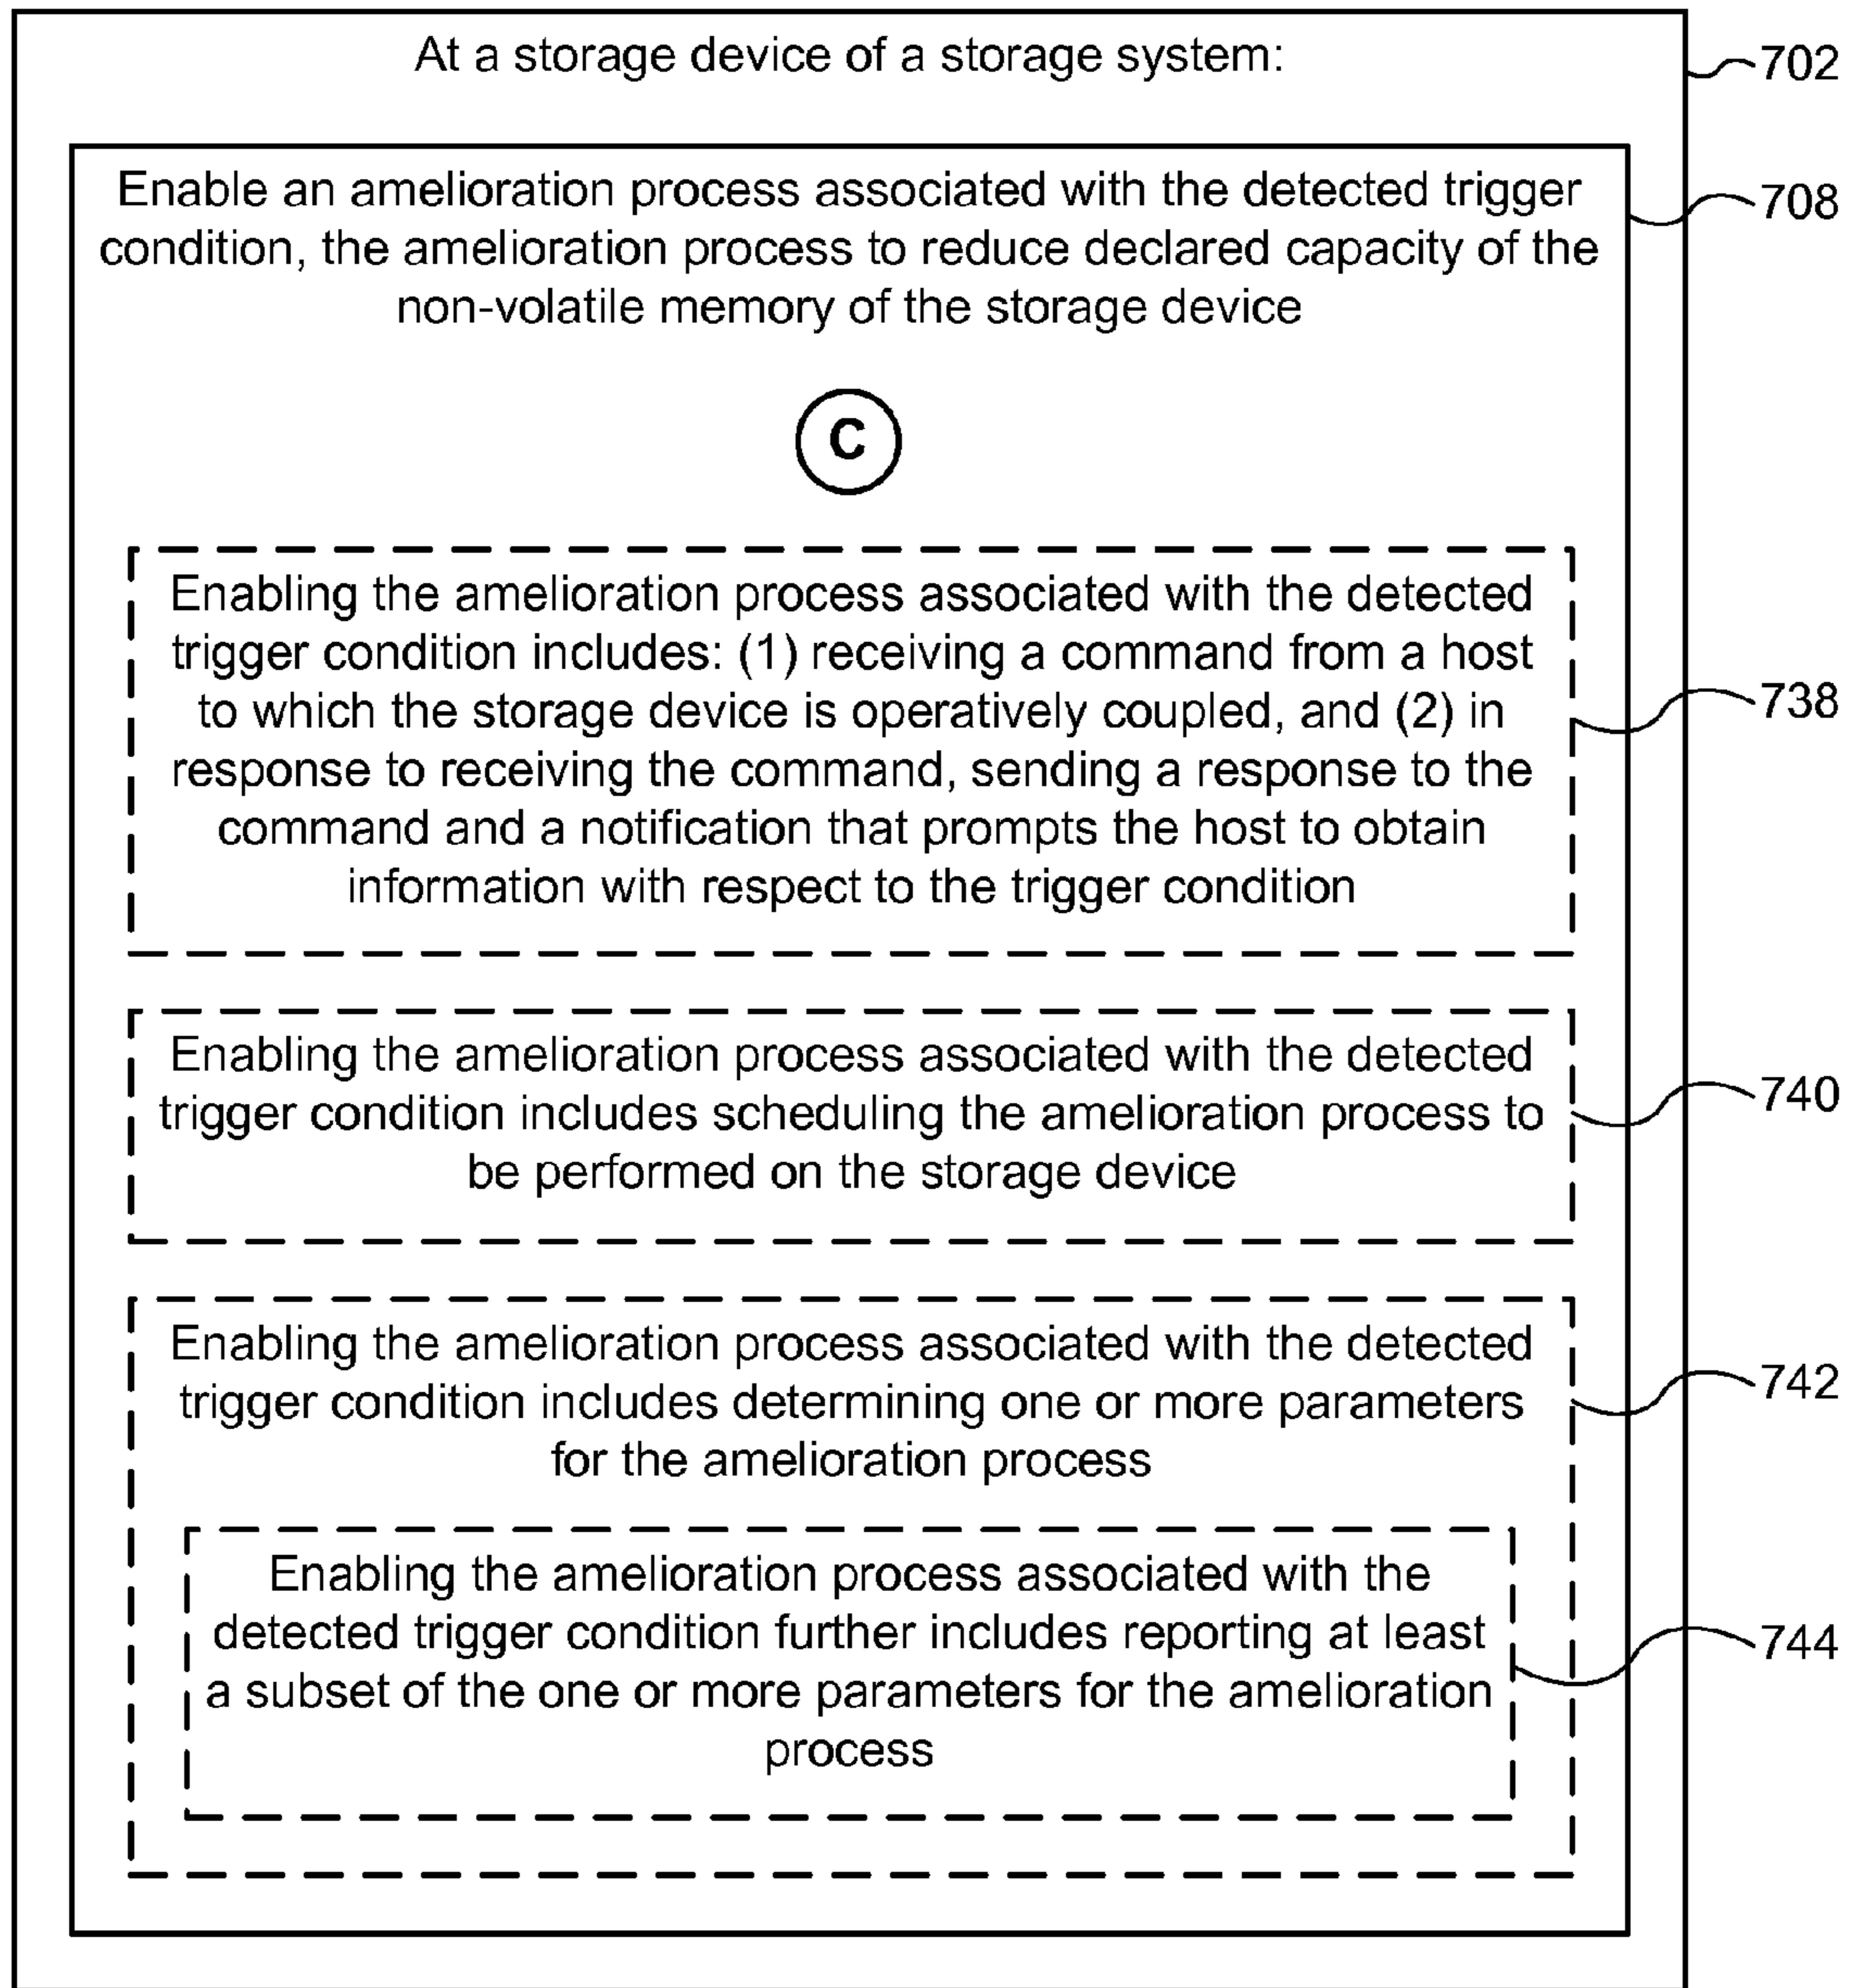 At a storage device of a storage system:
702
Enable an amelioration process associated with the detected trigger
condition, the amelioration process to reduce declared capacity of the
non-volatile memory of the storage device
708
C
Enabling the amelioration process associated with the detected
trigger condition includes: (1) receiving a command from a host
to which the storage device is operatively coupled, and (2) in
response to receiving the command, sending a response to the
command and a notification that prompts the host to obtain
information with respect to the trigger condition
738
Enabling the amelioration process associated with the detected
trigger condition includes scheduling the amelioration process to
be performed on the storage device
740
Enabling the amelioration process associated with the detected
trigger condition includes determining one or more parameters
for the amelioration process
742
Enabling the amelioration process associated with the
detected trigger condition further includes reporting at least
a subset of the one or more parameters for the amelioration
process
744